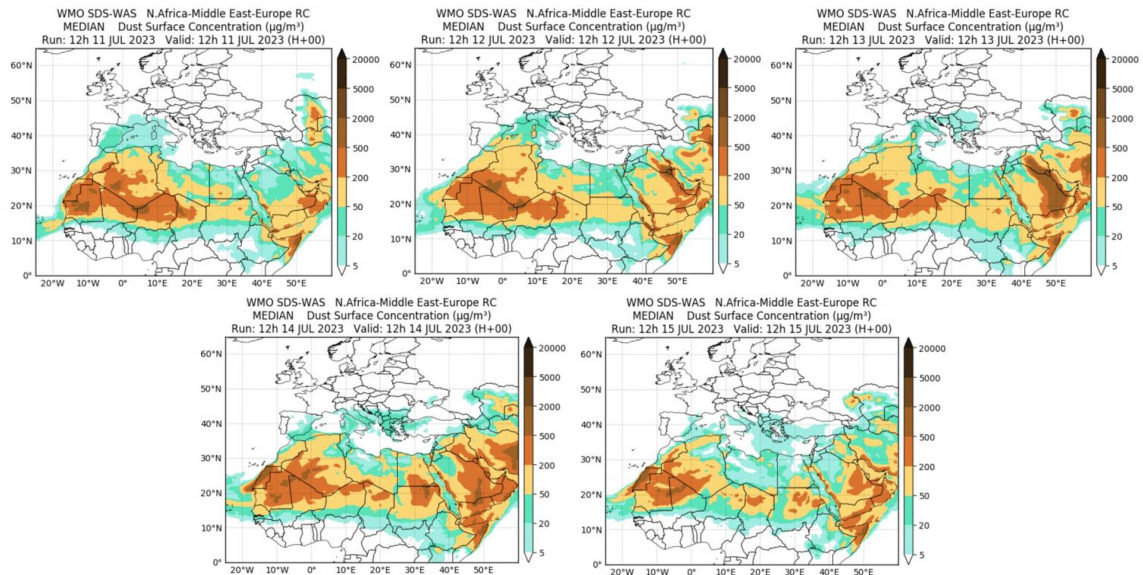 WMO SDS-WAS N.Africa-Middle East-Europe RC
MEDIAN Dust Surface Concentration (µg/m³)
Run: 12h 11 JUL 2023 Valid: 12h 11 JUL 2023 (H+00)
60°N
50°N
40°N
30°N
20°N
10°N
0°
20°W 10°W 0° 10°E 20°E 30°E 40°E 50°E
20000
5000
2000
500
200
50
20
5
WMO SDS-WAS N.Africa-Middle East-Europe RC
MEDIAN Dust Surface Concentration (µg/m³)
Run: 12h 12 JUL 2023 Valid: 12h 12 JUL 2023 (H+00)
60°N
50°N
40°N
30°N
20°N
10°N
0°
20°W 10°W 0° 10°E 20°E 30°E 40°E 50°E
20000
5000
2000
500
200
50
20
5
WMO SDS-WAS N.Africa-Middle East-Europe RC
MEDIAN Dust Surface Concentration (µg/m³)
Run: 12h 13 JUL 2023 Valid: 12h 13 JUL 2023 (H+00)
60°N
50°N
40°N
30°N
20°N
10°N
0°
20°W 10°W 0° 10°E 20°E 30°E 40°E 50°E
20000
5000
2000
500
200
50
20
5
WMO SDS-WAS N.Africa-Middle East-Europe RC
MEDIAN Dust Surface Concentration (µg/m³)
Run: 12h 14 JUL 2023 Valid: 12h 14 JUL 2023 (H+00)
60°N
50°N
40°N
30°N
20°N
10°N
0°
20°W 10°W 0° 10°E 20°E 30°E 40°E 50°E
20000
5000
2000
500
200
50
20
5
WMO SDS-WAS N.Africa-Middle East-Europe RC
MEDIAN Dust Surface Concentration (µg/m³)
Run: 12h 15 JUL 2023 Valid: 12h 15 JUL 2023 (H+00)
60°N
50°N
40°N
30°N
20°N
10°N
0°
20°W 10°W 0° 10°E 20°E 30°E 40°E 50°E
20000
5000
2000
500
200
50
20
5